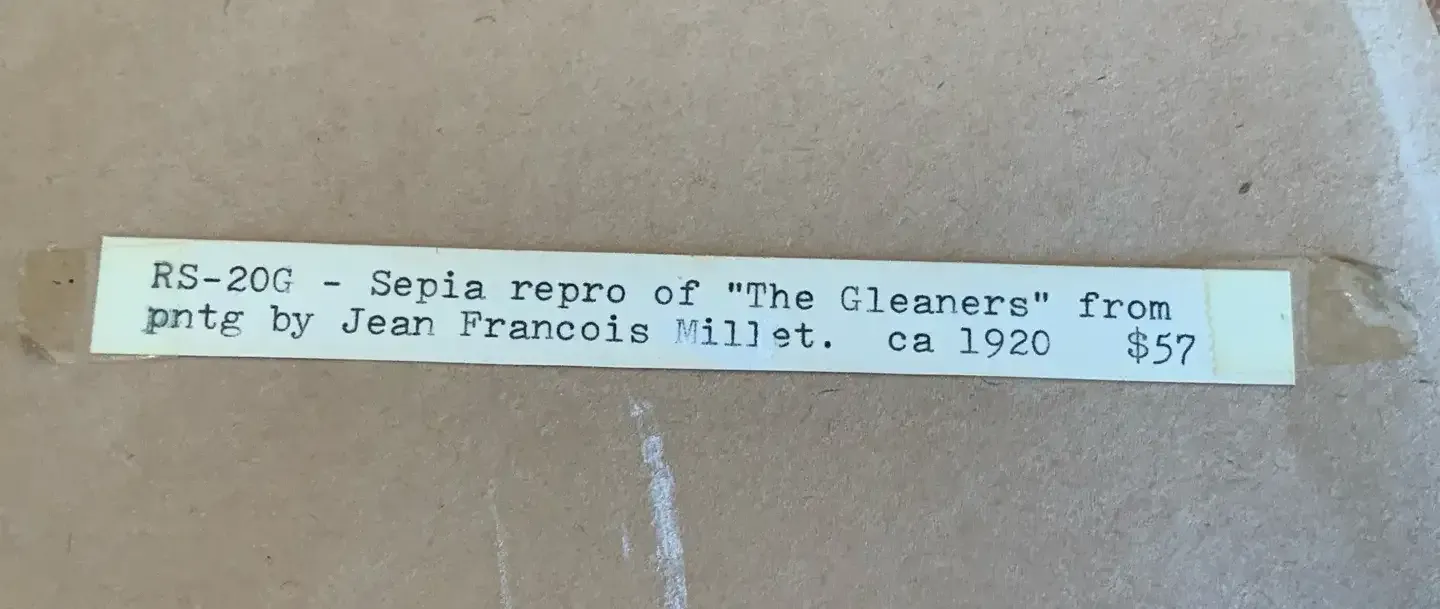 RS-20G - Sepia repro of "The Gleaners" from
pntg by Jean Francois Millet. ca 1920 $57